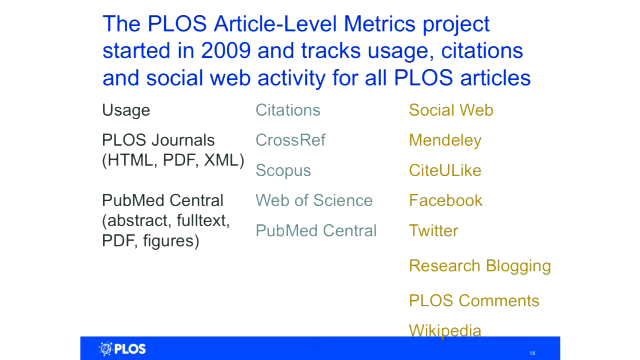 The PLOS Article-Level Metrics project
started in 2009 and tracks usage, citations
and social web activity for all PLOS articles
Usage
PLOS Journals
(HTML, PDF, XML)
PubMed Central
(abstract, fulltext,
PDF, figures)
Citations
CrossRef
Scopus
Web of Science
PubMed Central
Social Web
Mendeley
CiteULike
Facebook
Twitter
Research Blogging
PLOS Comments
Wikipedia
PLOS